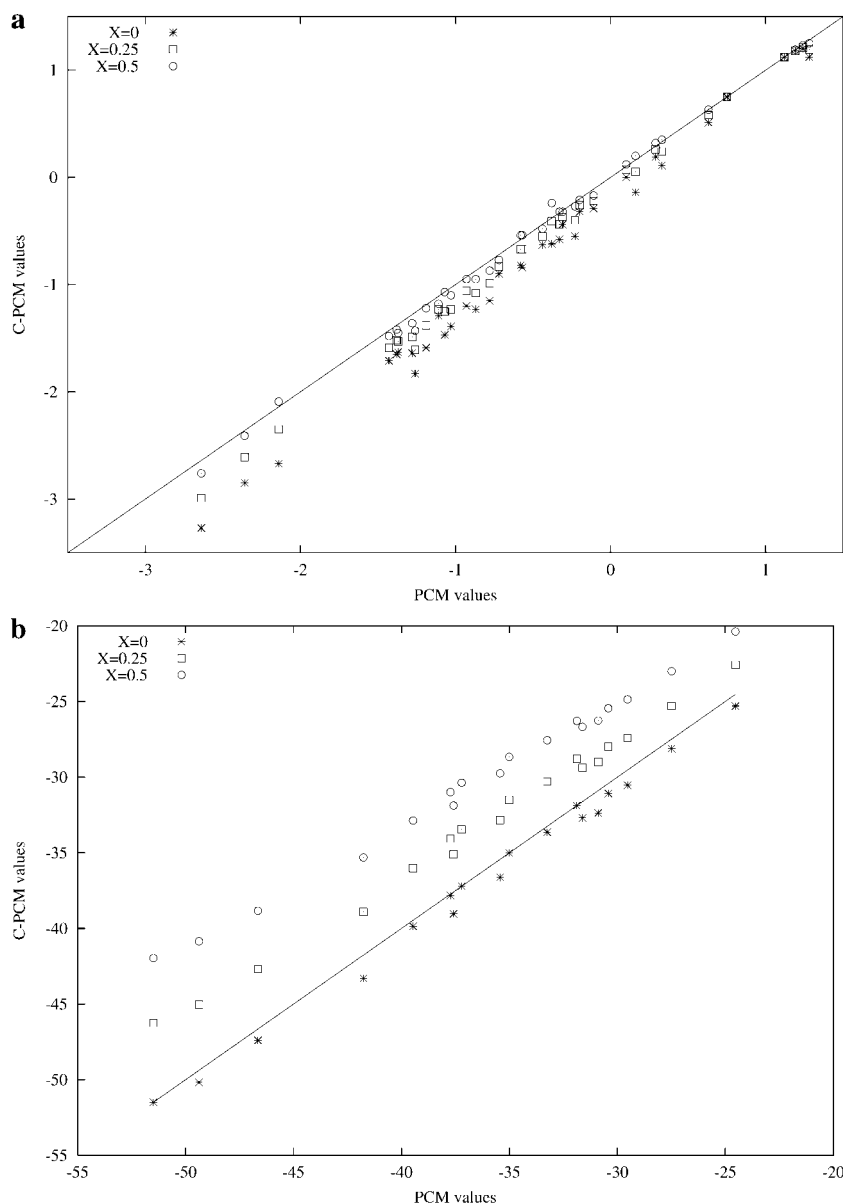 a
X=0
X=0.25
X=0.5
1
0
-1
-2
-3
C-PCM values
-3 -2 -1 0 1
PCM values
b
X=0
X=0.25
X=0.5
-20
-25
-30
-35
-40
-45
-50
-55
C-PCM values
-55 -50 -45 -40 -35 -30 -25 -20
PCM values